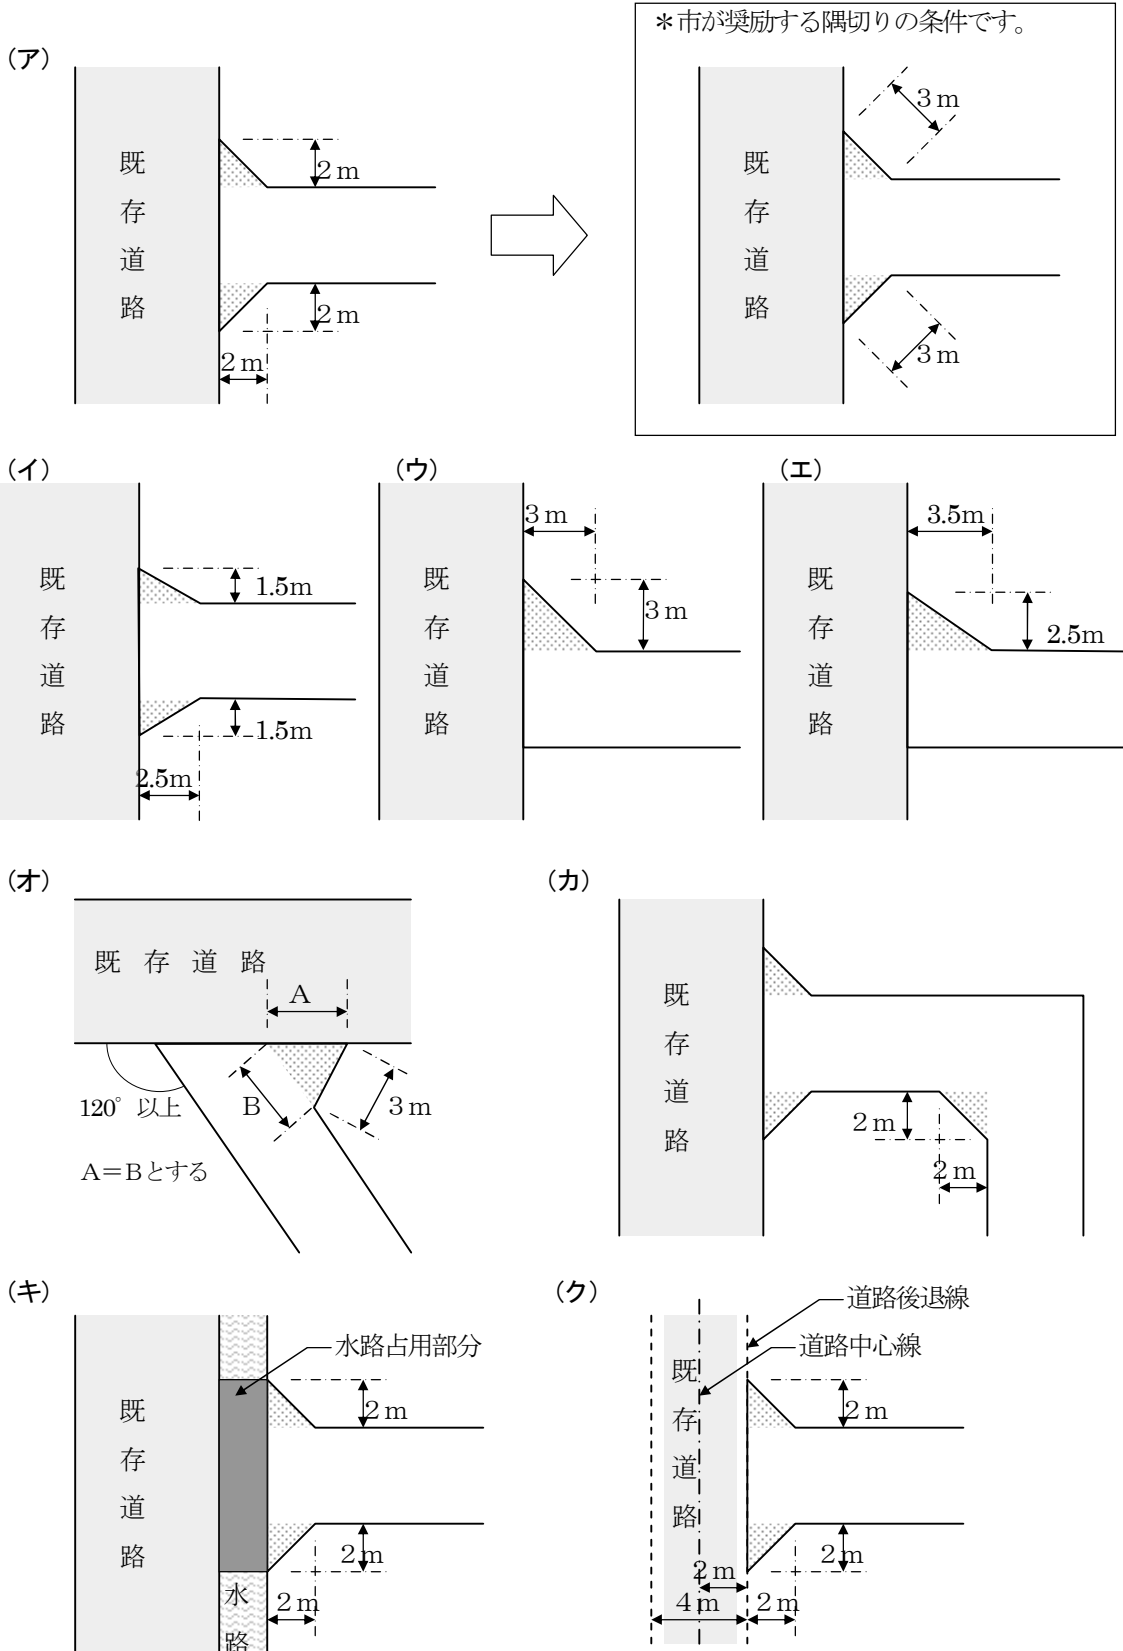 ＊市が奨励する隅切りの条件です。
(ア)
既存道路
2m
2m
2m
既存道路
3m
3m
(イ)
既存道路
1.5m
1.5m
2.5m
(ウ)
既存道路
3m
3m
(エ)
既存道路
3.5m
2.5m
(オ)
既存道路
A
B
3m
120°以上
A＝Bとする
(カ)
既存道路
2m
2m
(キ)
既存道路
水路占用部分
2m
2m
2m
水路
(ク)
道路後退線
道路中心線
既存道路
2m
2m
2m
4m
2m